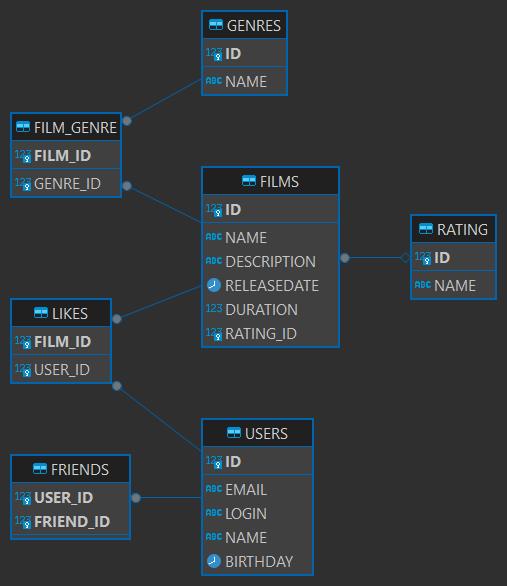 GENRES
123 ID
ABC NAME
FILM_GENRE
123 FILM_ID
123 GENRE_ID
FILMS
123 ID
ABC NAME
ABC DESCRIPTION
RELEASEDATE
123 DURATION
123 RATING_ID
RATING
123 ID
ABC NAME
LIKES
123 FILM_ID
123 USER_ID
USERS
123 ID
ABC EMAIL
ABC LOGIN
ABC NAME
BIRTHDAY
FRIENDS
123 USER_ID
123 FRIEND_ID